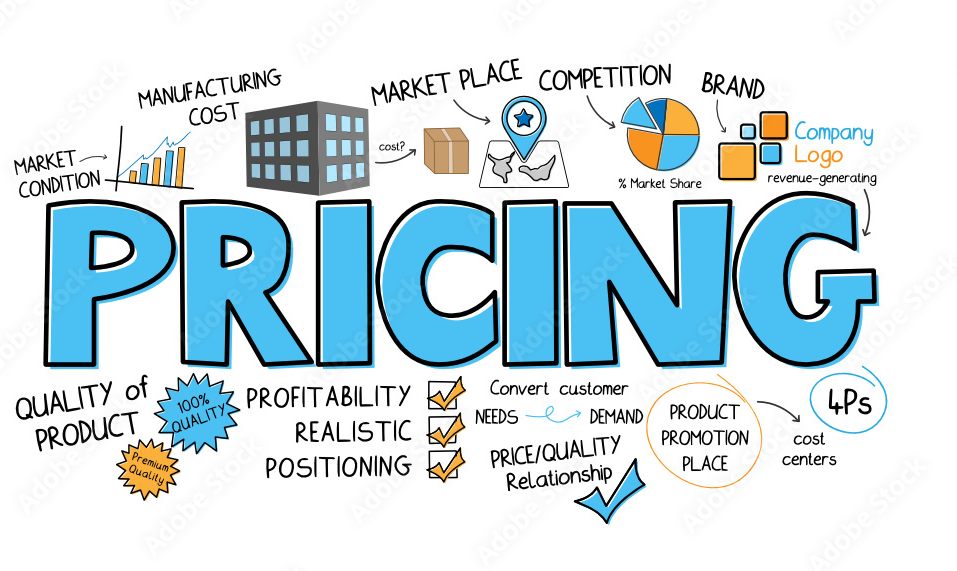 MANUFACTURING
COST
MARKET
CONDITION
cost?
MARKET PLACE
COMPETITION
% Market Share
BRAND
Company
Logo
revenue-generating
PRICING
QUALITY of
PRODUCT
100%
QUALITY
Premium
Quality
PROFITABILITY
REALISTIC
POSITIONING
Convert customer
NEEDS DEMAND
PRICE/QUALITY
Relationship
PRODUCT
PROMOTION
PLACE
4Ps
cost
centers
Adobe Stock